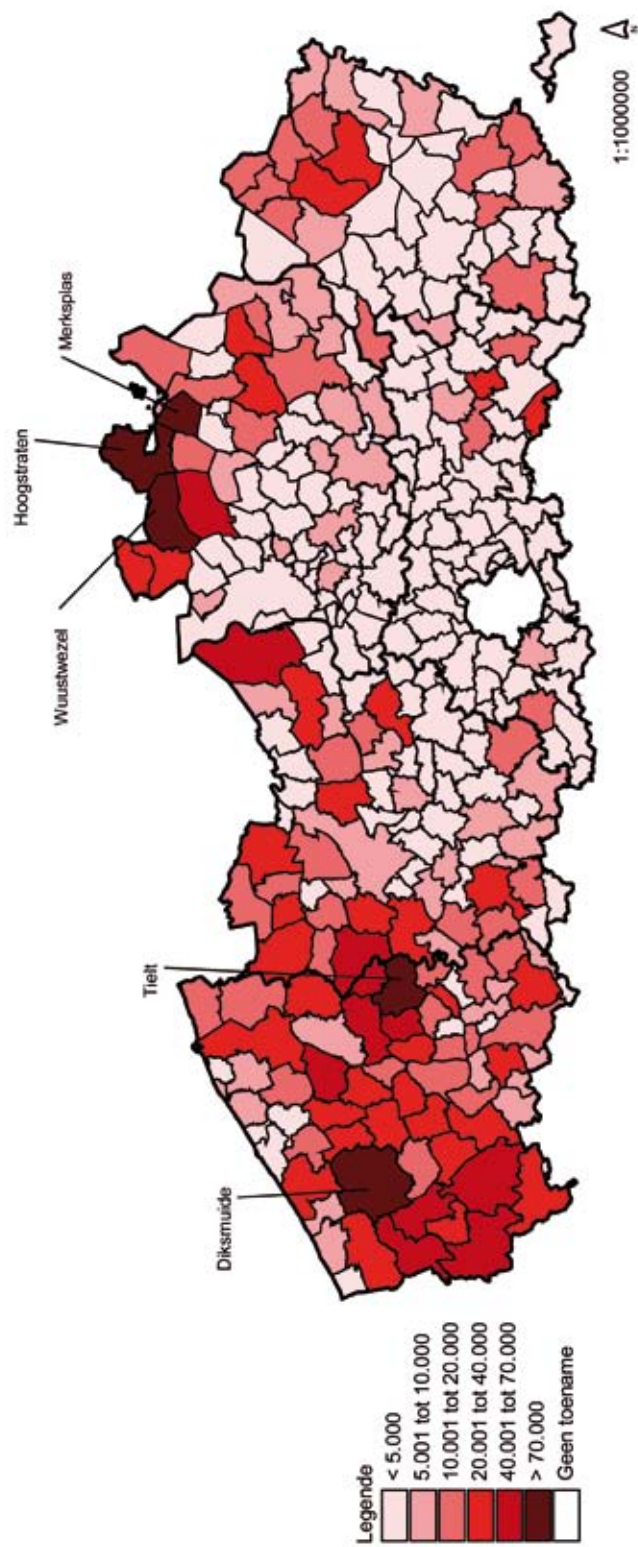 Hoogstraten
Merksplas
Wuustwezel
Tielt
Diksmuide
Legende
< 5.000
5.001 tot 10.000
10.001 tot 20.000
20.001 tot 40.000
40.001 tot 70.000
> 70.000
Geen toename
N
1:1000000